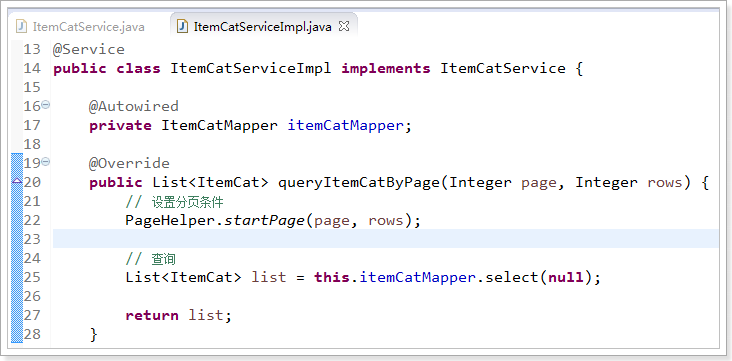 ItemCatService.java ItemCatServiceImpl.java
13 @Service
14 public class ItemCatServiceImpl implements ItemCatService {
15
16 @Autowired
17 private ItemCatMapper itemCatMapper;
18
19 @Override
20 public List<ItemCat> queryItemCatByPage(Integer page, Integer rows) {
21 // 设置分页条件
22 PageHelper.startPage(page, rows);
23
24 // 查询
25 List<ItemCat> list = this.itemCatMapper.select(null);
26
27 return list;
28 }